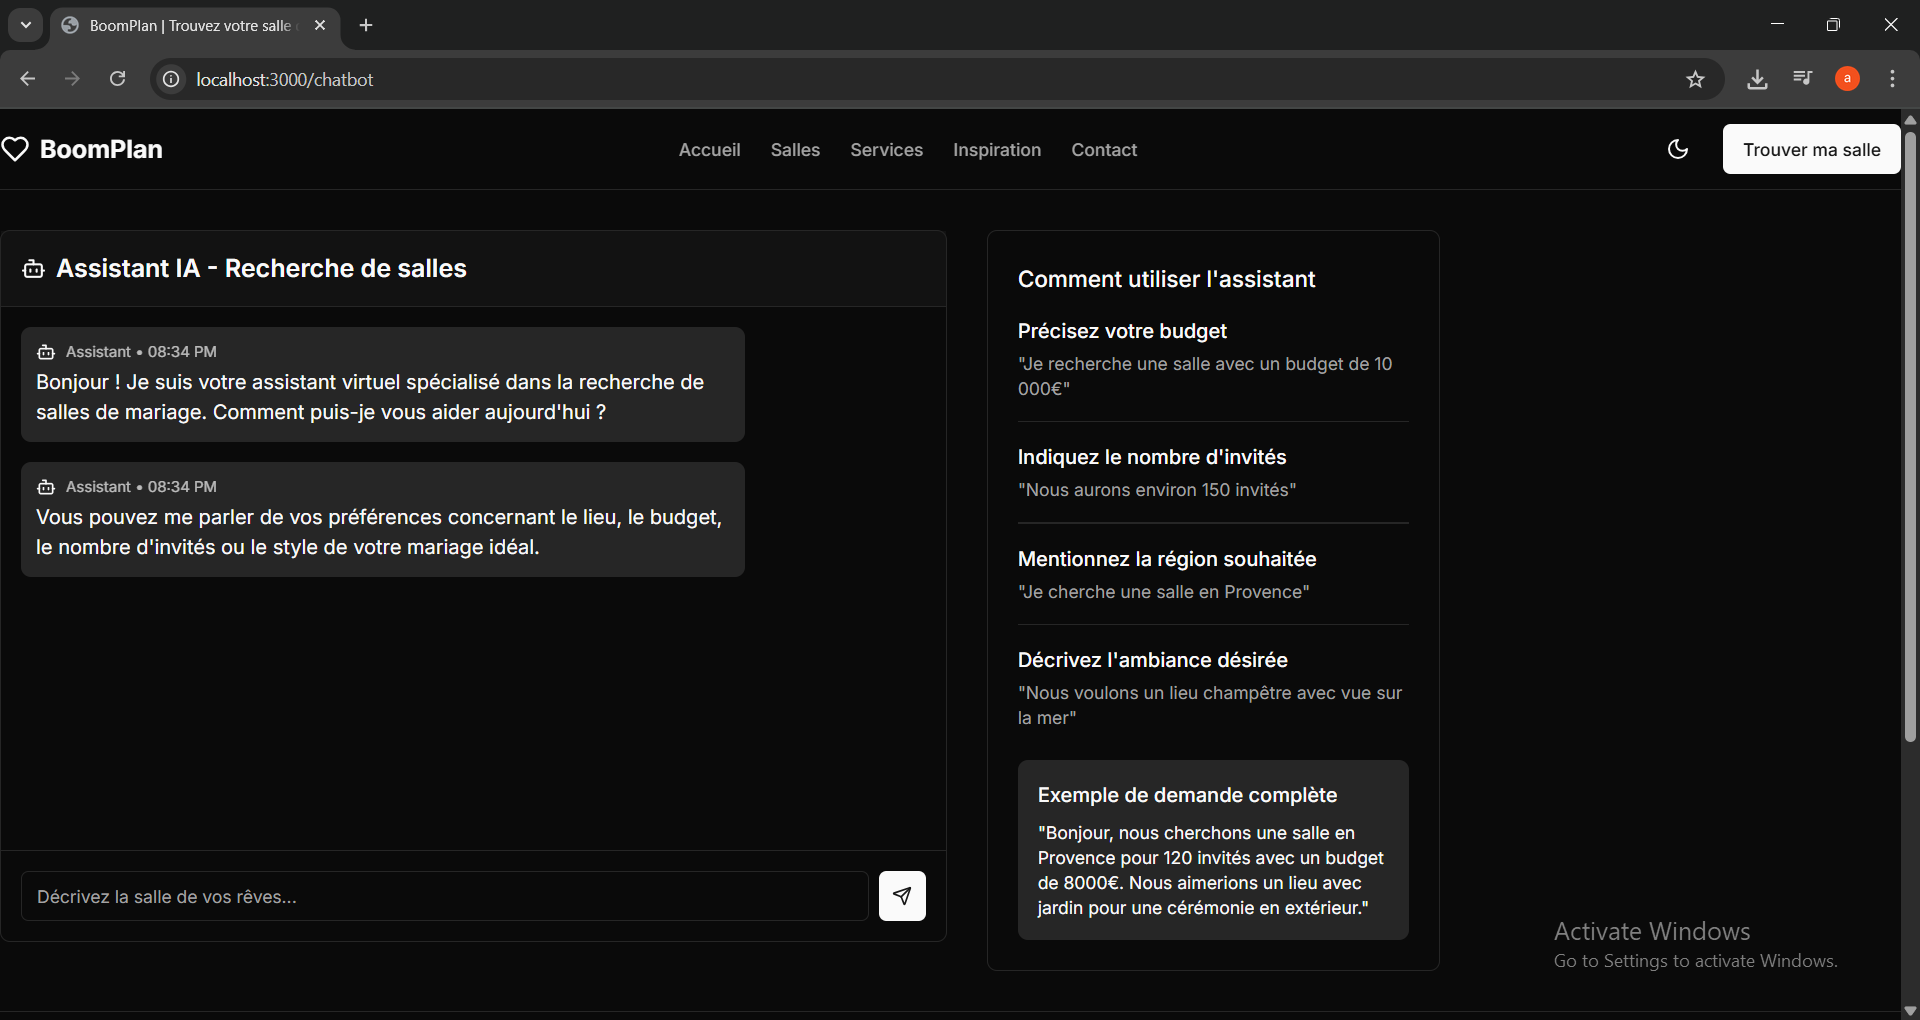 BoomPlan | Trouvez votre salle
localhost:3000/chatbot
a
BoomPlan
Accueil
Salles
Services
Inspiration
Contact
Trouver ma salle
Assistant IA - Recherche de salles
Assistant • 08:34 PM
Bonjour ! Je suis votre assistant virtuel spécialisé dans la recherche de
salles de mariage. Comment puis-je vous aider aujourd'hui ?
Assistant • 08:34 PM
Vous pouvez me parler de vos préférences concernant le lieu, le budget,
le nombre d'invités ou le style de votre mariage idéal.
Décrivez la salle de vos rêves...
Comment utiliser l'assistant
Précisez votre budget
"Je recherche une salle avec un budget de 10
000€"
Indiquez le nombre d'invités
"Nous aurons environ 150 invités"
Mentionnez la région souhaitée
"Je cherche une salle en Provence"
Décrivez l'ambiance désirée
"Nous voulons un lieu champêtre avec vue sur
la mer"
Exemple de demande complète
"Bonjour, nous cherchons une salle en
Provence pour 120 invités avec un budget
de 8000€. Nous aimerions un lieu avec
jardin pour une cérémonie en extérieur."
Activate Windows
Go to Settings to activate Windows.